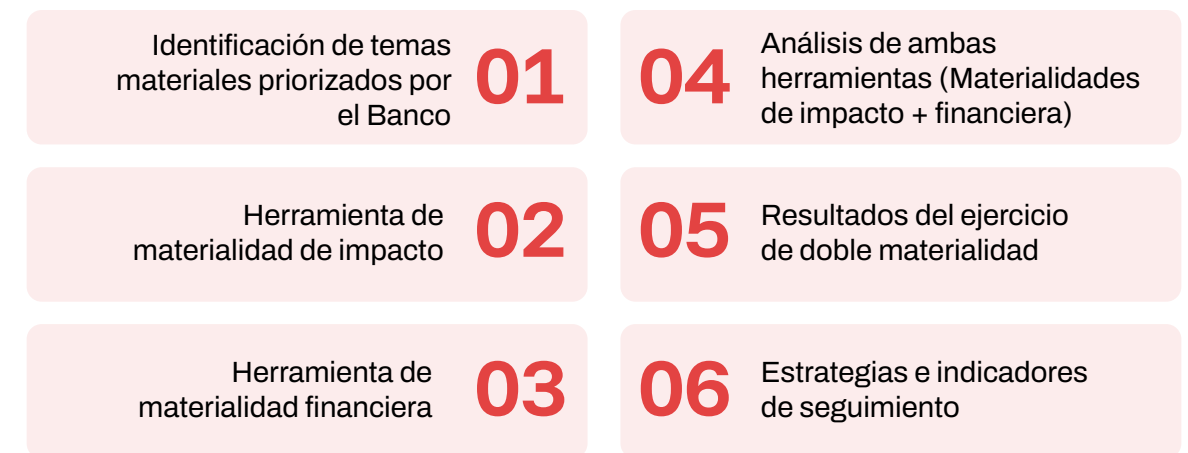 Identificación de temas
materiales priorizados por
el Banco
01
Herramienta de
materialidad de impacto
02
Herramienta de
materialidad financiera
03
04
Análisis de ambas
herramientas (Materialidades
de impacto + financiera)
05
Resultados del ejercicio
de doble materialidad
06
Estrategias e indicadores
de seguimiento